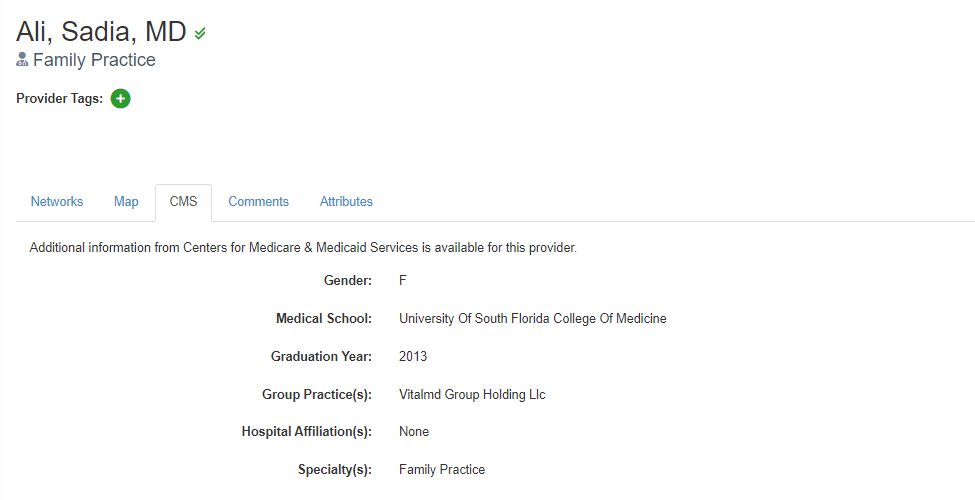 Ali, Sadia, MD
Family Practice
Provider Tags:
Networks Map CMS Comments Attributes
Additional information from Centers for Medicare & Medicaid Services is available for this provider.
Gender: F
Medical School: University Of South Florida College Of Medicine
Graduation Year: 2013
Group Practice(s): Vitalmd Group Holding Llc
Hospital Affiliation(s): None
Specialty(s): Family Practice